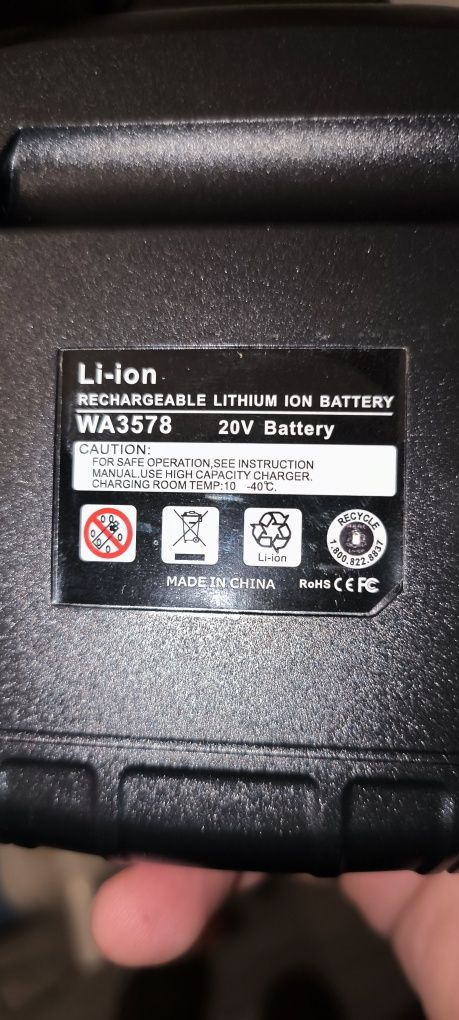 Li-ion
RECHARGEABLE LITHIUM ION BATTERY
WA3578 20V Battery
CAUTION:
FOR SAFE OPERATION,SEE INSTRUCTION
MANUAL.USE HIGH CAPACITY CHARGER.
CHARGING ROOM TEMP:10 -40℃.
Li-ion
RECYCLE
1.800.822.8837
MADE IN CHINA RoHS CE FC